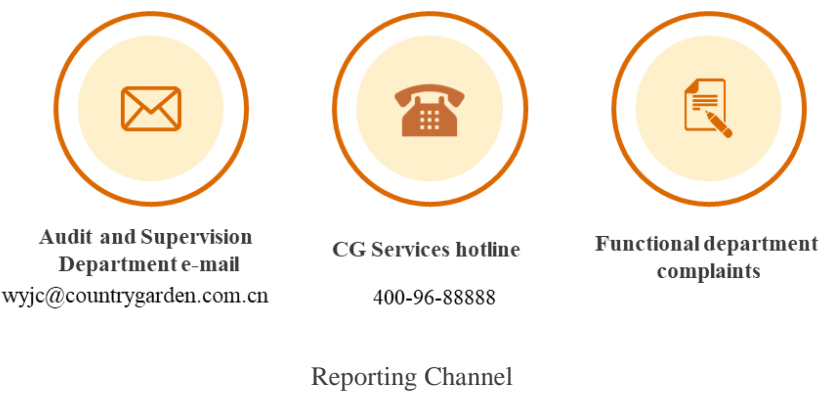 Audit and Supervision
Department e-mail
wyjc@countrygarden.com.cn
CG Services hotline
400-96-88888
Functional department
complaints
Reporting Channel